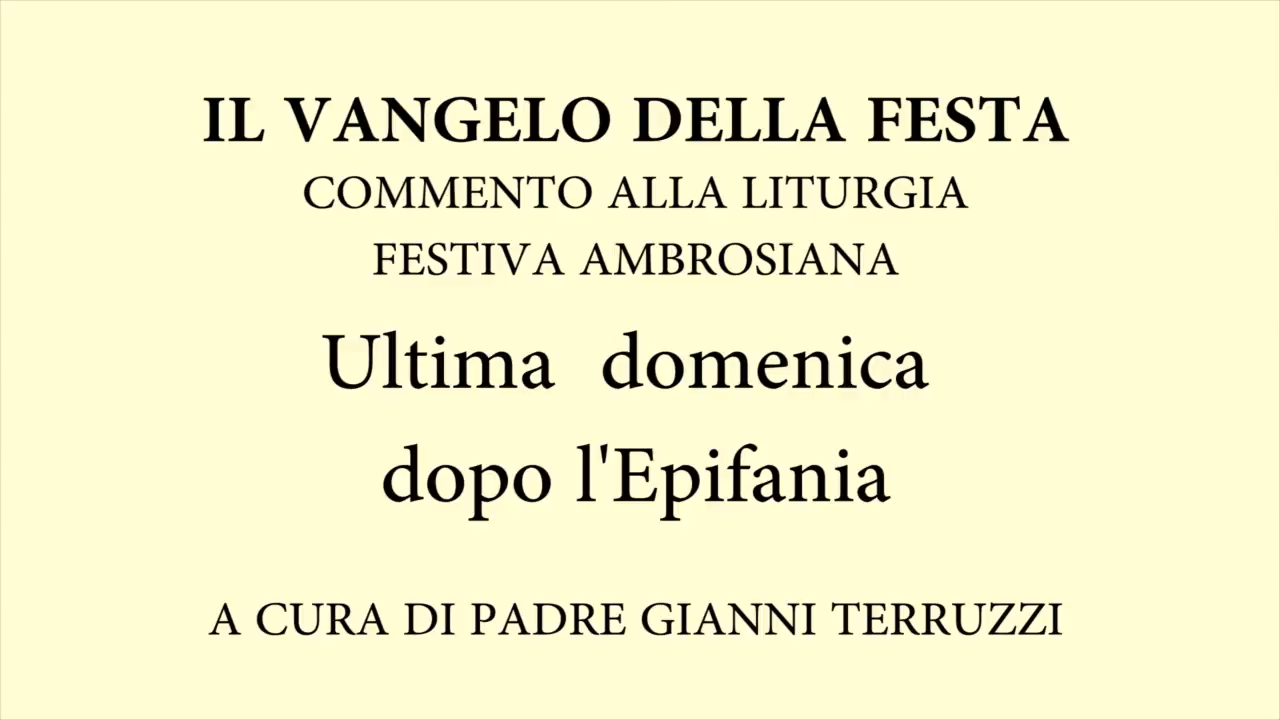 IL VANGELO DELLA FESTA
COMMENTO ALLA LITURGIA
FESTIVA AMBROSIANA
Ultima domenica
dopo l'Epifania
A CURA DI PADRE GIANNI TERRUZZI